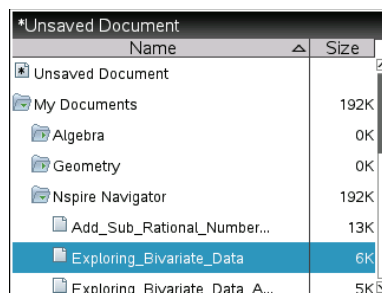 *Unsaved Document
Name Size
Unsaved Document
My Documents 192K
Algebra 0K
Geometry 0K
Nspire Navigator 192K
Add_Sub_Rational_Number... 13K
Exploring_Bivariate_Data 6K
Exploring_Bivariate_Data_A... 5K